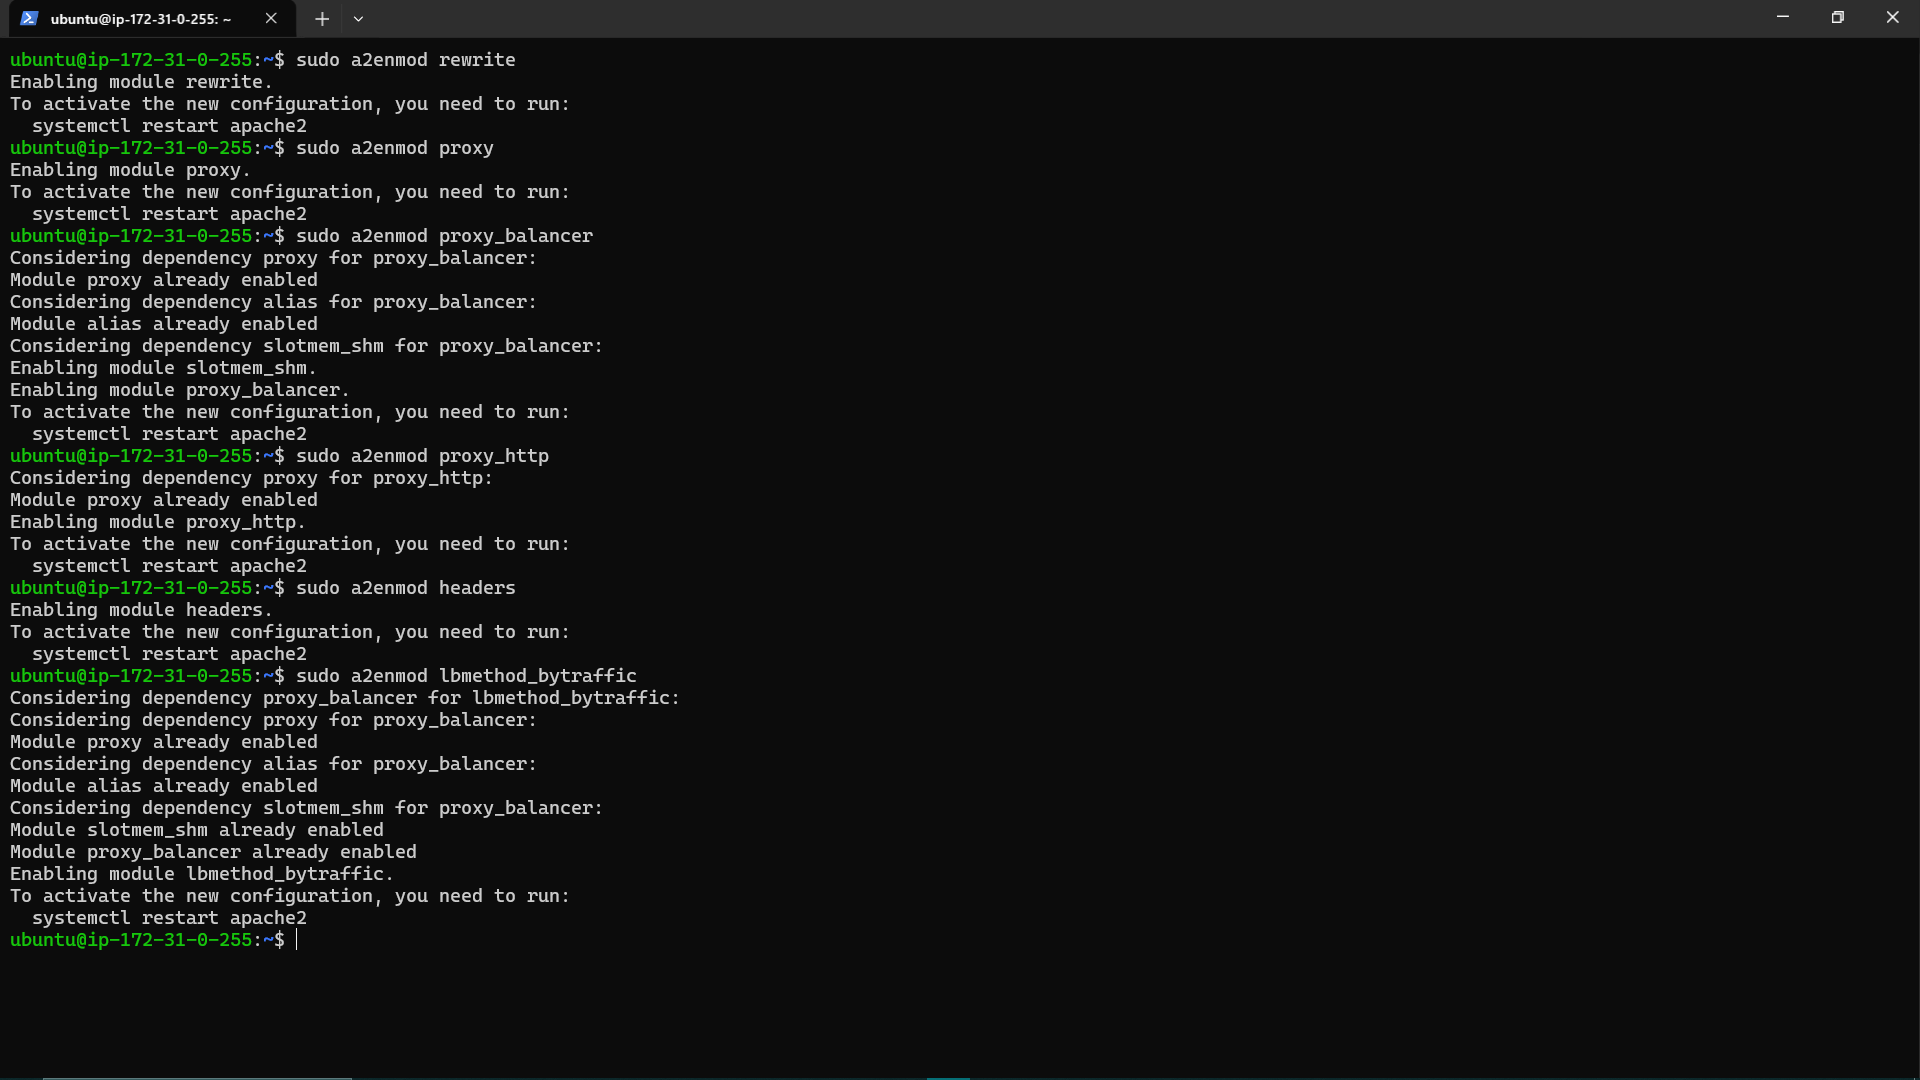 ubuntu@ip-172-31-0-255: ~
ubuntu@ip-172-31-0-255:~$ sudo a2enmod rewrite
Enabling module rewrite.
To activate the new configuration, you need to run:
  systemctl restart apache2
ubuntu@ip-172-31-0-255:~$ sudo a2enmod proxy
Enabling module proxy.
To activate the new configuration, you need to run:
  systemctl restart apache2
ubuntu@ip-172-31-0-255:~$ sudo a2enmod proxy_balancer
Considering dependency proxy for proxy_balancer:
Module proxy already enabled
Considering dependency alias for proxy_balancer:
Module alias already enabled
Considering dependency slotmem_shm for proxy_balancer:
Enabling module slotmem_shm.
Enabling module proxy_balancer.
To activate the new configuration, you need to run:
  systemctl restart apache2
ubuntu@ip-172-31-0-255:~$ sudo a2enmod proxy_http
Considering dependency proxy for proxy_http:
Module proxy already enabled
Enabling module proxy_http.
To activate the new configuration, you need to run:
  systemctl restart apache2
ubuntu@ip-172-31-0-255:~$ sudo a2enmod headers
Enabling module headers.
To activate the new configuration, you need to run:
  systemctl restart apache2
ubuntu@ip-172-31-0-255:~$ sudo a2enmod lbmethod_bytraffic
Considering dependency proxy_balancer for lbmethod_bytraffic:
Considering dependency proxy for proxy_balancer:
Module proxy already enabled
Considering dependency alias for proxy_balancer:
Module alias already enabled
Considering dependency slotmem_shm for proxy_balancer:
Module slotmem_shm already enabled
Module proxy_balancer already enabled
Enabling module lbmethod_bytraffic.
To activate the new configuration, you need to run:
  systemctl restart apache2
ubuntu@ip-172-31-0-255:~$